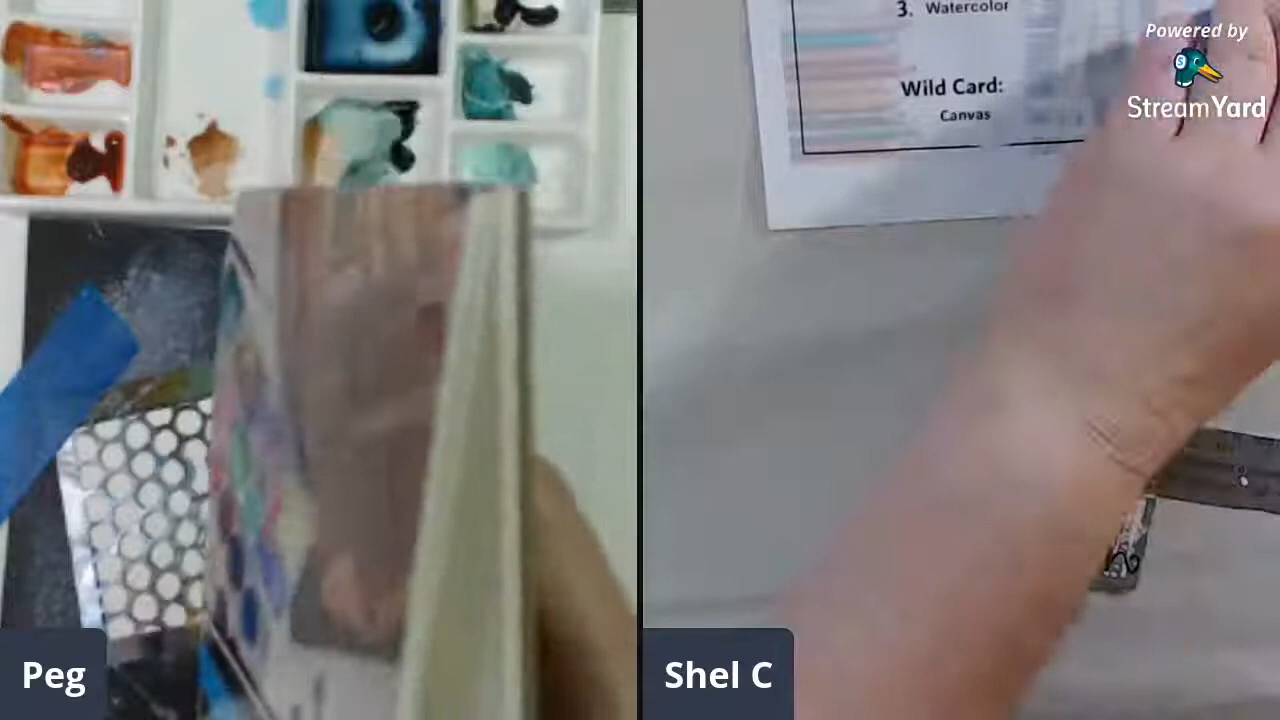 3. Watercolor
Wild Card:
Canvas
Powered by
StreamYard
Peg
Shel C